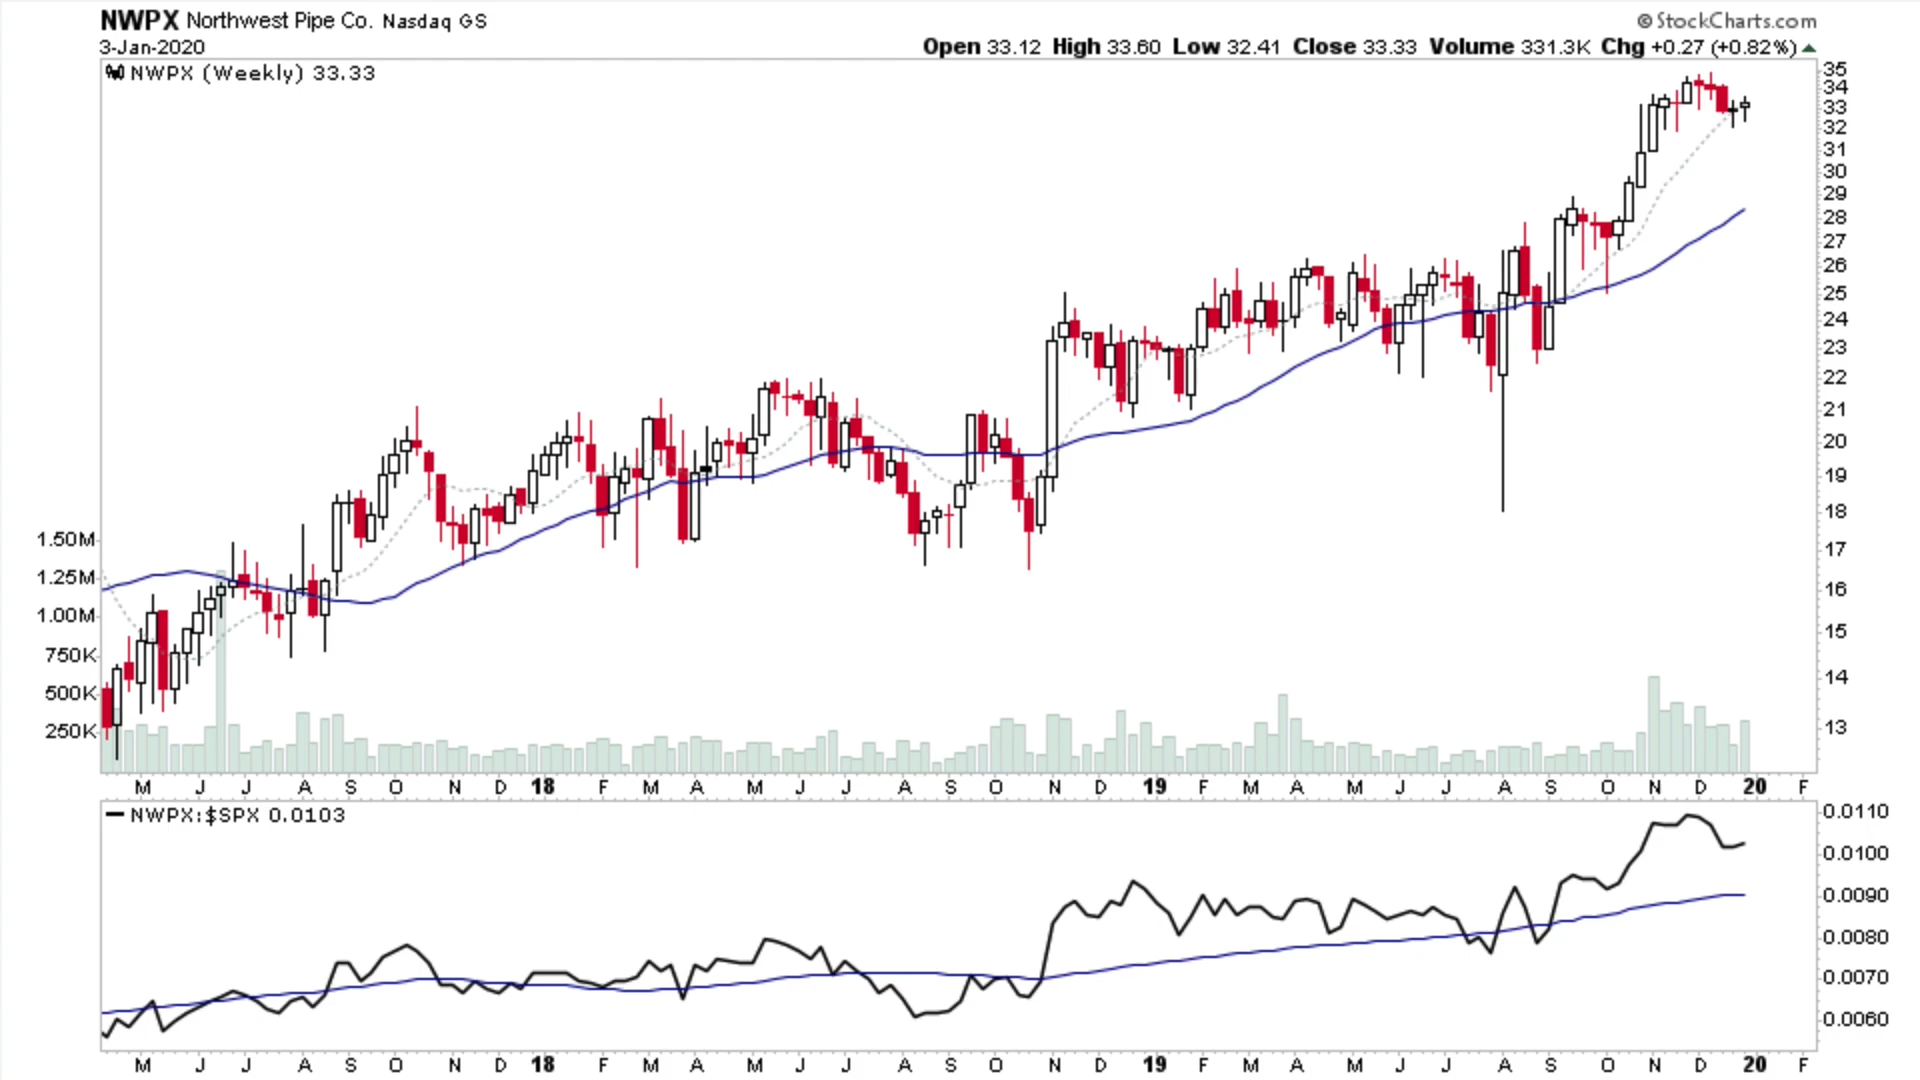 NWPX Northwest Pipe Co. Nasdaq GS
© StockCharts.com
3-Jan-2020
Open 33.12 High 33.60 Low 32.41 Close 33.33 Volume 331.3K Chg +0.27 (+0.82%)
NWPX (Weekly) 33.33
35
34
33
32
31
30
29
28
27
26
25
24
23
22
21
20
19
18
17
16
15
14
13
1.50M
1.25M
1.00M
750K
500K
250K
M J J A S O N D 18 F M A M J J A S O N D 19 F M A M J J A S O N D 20 F
NWPX:$SPX 0.0103
0.0110
0.0100
0.0090
0.0080
0.0070
0.0060
M J J A S O N D 18 F M A M J J A S O N D 19 F M A M J J A S O N D 20 F